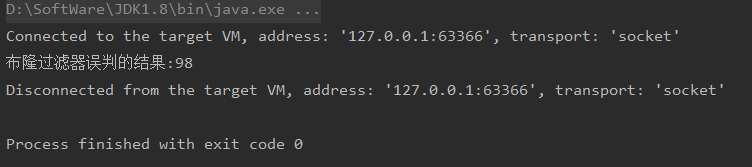 D:\SoftWare\JDK1.8\bin\java.exe ...
Connected to the target VM, address: '127.0.0.1:63366', transport: 'socket'
布隆过滤器误判的结果:98
Disconnected from the target VM, address: '127.0.0.1:63366', transport: 'socket'
Process finished with exit code 0